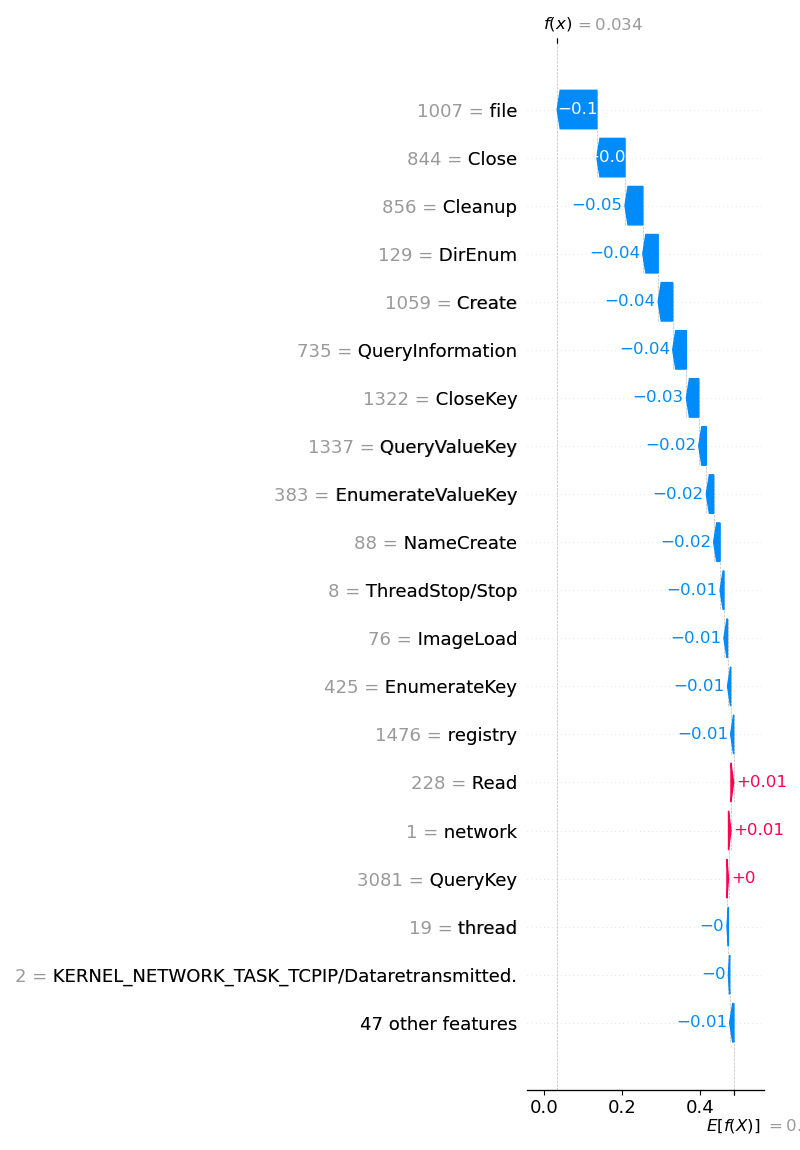 f(x) = 0.034
1007 = file −0.1
844 = Close −0.0
856 = Cleanup −0.05
129 = DirEnum −0.04
1059 = Create −0.04
735 = QueryInformation −0.04
1322 = CloseKey −0.03
1337 = QueryValueKey −0.02
383 = EnumerateValueKey −0.02
88 = NameCreate −0.02
8 = ThreadStop/Stop −0.01
76 = ImageLoad −0.01
425 = EnumerateKey −0.01
1476 = registry −0.01
228 = Read +0.01
1 = network +0.01
3081 = QueryKey +0
19 = thread −0
2 = KERNEL_NETWORK_TASK_TCPIP/Dataretransmitted. −0
47 other features −0.01
0.0 0.2 0.4
E[f(X)] = 0.